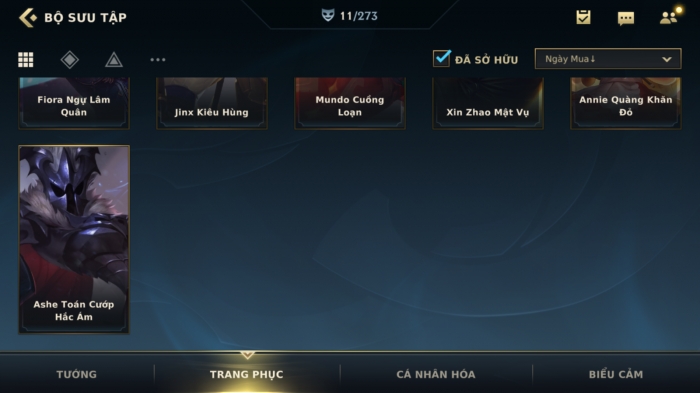 BỘ SƯU TẬP
11/273
ĐÃ SỞ HỮU
Ngày Mua↓
Fiora Ngự Lâm
Quân
Jinx Kiêu Hùng
Mundo Cuồng
Loạn
Xin Zhao Mật Vụ
Annie Quàng Khăn
Đỏ
Ashe Toán Cướp
Hắc Ám
TƯỚNG
TRANG PHỤC
CÁ NHÂN HÓA
BIỂU CẢM